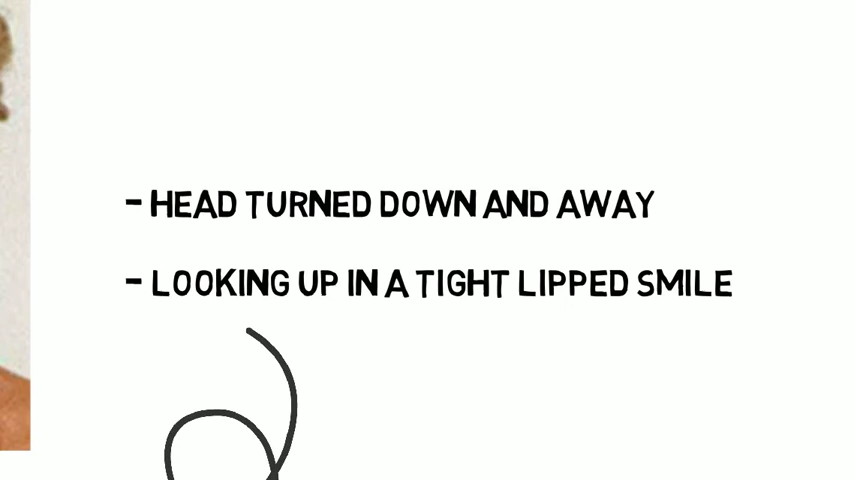 - HEAD TURNED DOWN AND AWAY
- LOOKING UP IN A TIGHT LIPPED SMILE